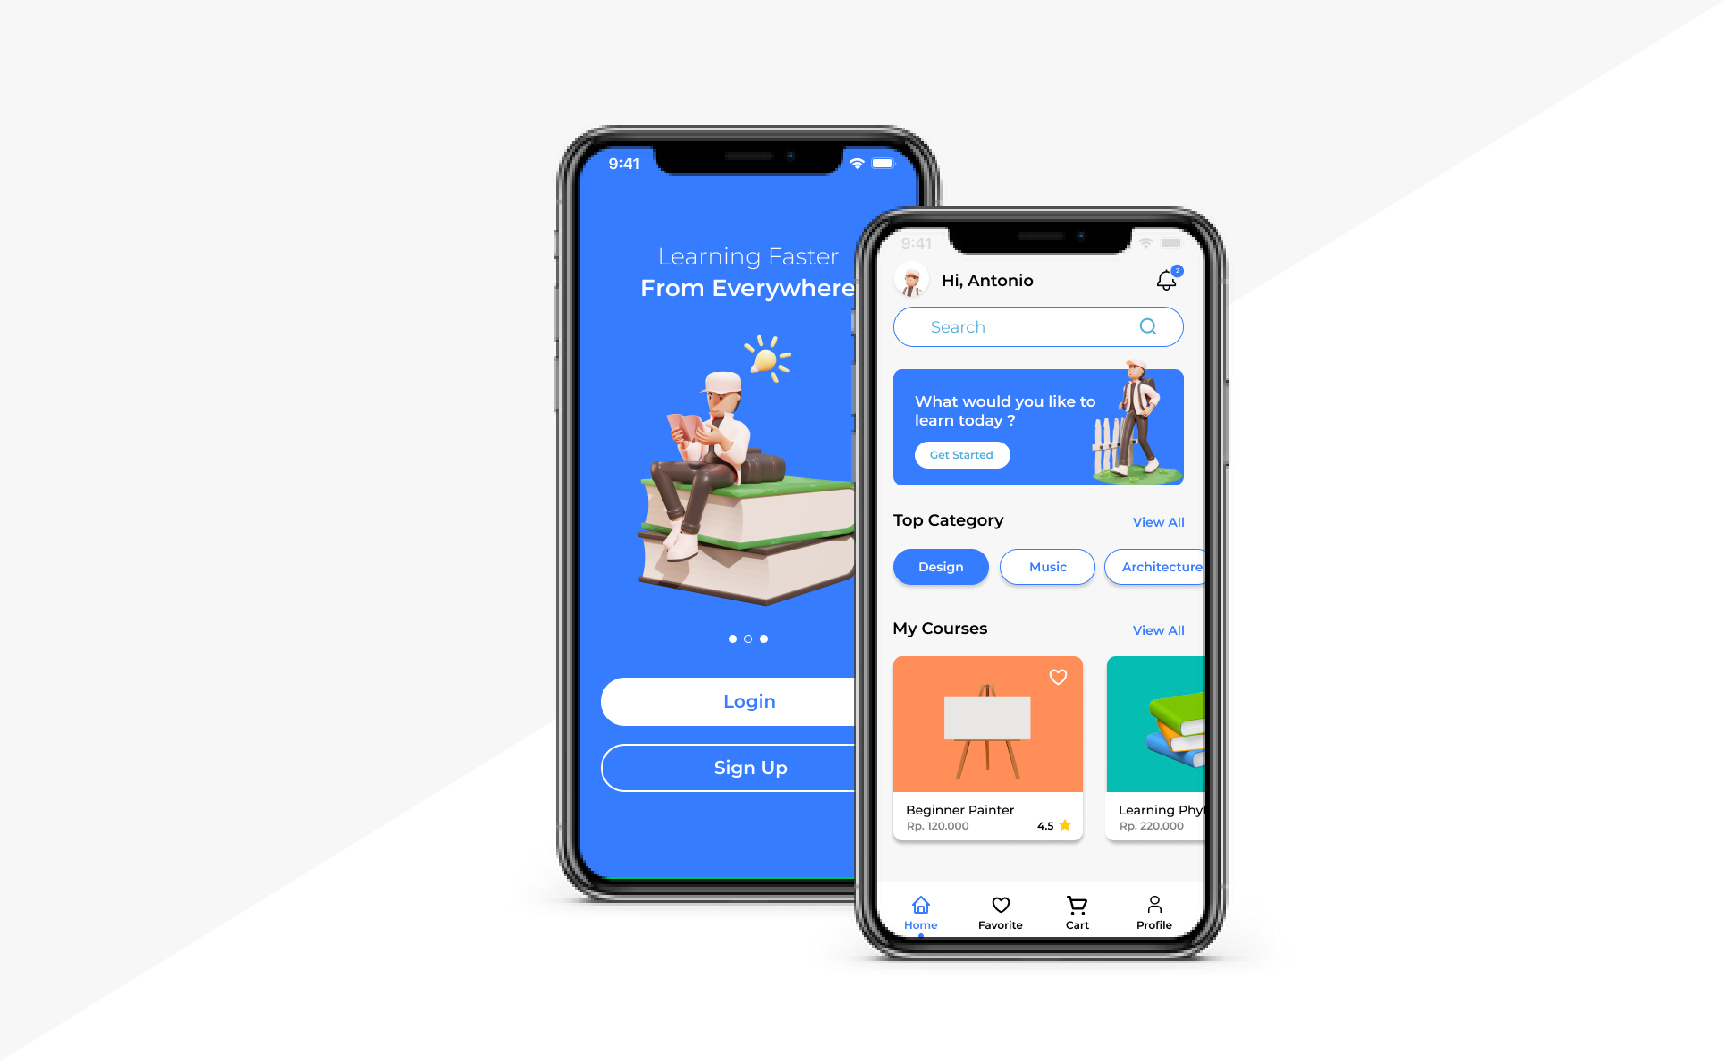 9:41
Learning Faster
From Everywhere
Login
Sign Up
9:41
Hi, Antonio
2
Search
What would you like to
learn today ?
Get Started
Top Category
View All
Design
Music
Architecture
My Courses
View All
Beginner Painter
Rp. 120.000
4.5
Learning Phy
Rp. 220.000
Home
Favorite
Cart
Profile